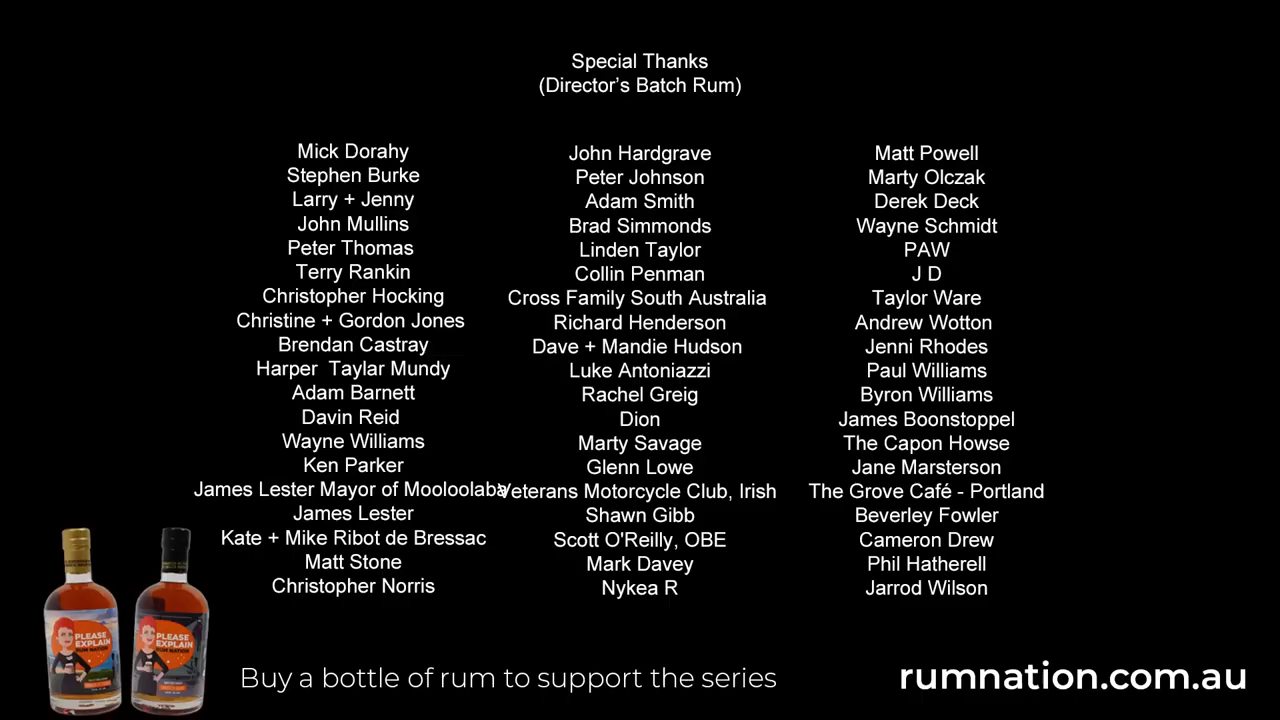 Special Thanks
(Director's Batch Rum)
Mick Dorahy
Stephen Burke
Larry + Jenny
John Mullins
Peter Thomas
Terry Rankin
Christopher Hocking
Christine + Gordon Jones
Brendan Castray
Harper  Taylar Mundy
Adam Barnett
Davin Reid
Wayne Williams
Ken Parker
James Lester Mayor of Mooloolaba
James Lester
Kate + Mike Ribot de Bressac
Matt Stone
Christopher Norris
John Hardgrave
Peter Johnson
Adam Smith
Brad Simmonds
Linden Taylor
Collin Penman
Cross Family South Australia
Richard Henderson
Dave + Mandie Hudson
Luke Antoniazzi
Rachel Greig
Dion
Marty Savage
Glenn Lowe
Veterans Motorcycle Club, Irish
Shawn Gibb
Scott O'Reilly, OBE
Mark Davey
Nykea R
Matt Powell
Marty Olczak
Derek Deck
Wayne Schmidt
PAW
J D
Taylor Ware
Andrew Wotton
Jenni Rhodes
Paul Williams
Byron Williams
James Boonstoppel
The Capon Howse
Jane Marsterson
The Grove Café - Portland
Beverley Fowler
Cameron Drew
Phil Hatherell
Jarrod Wilson
PLEASE
EXPLAIN
RUM NATION
PLEASE
EXPLAIN
RUM NATION
Buy a bottle of rum to support the series
rumnation.com.au